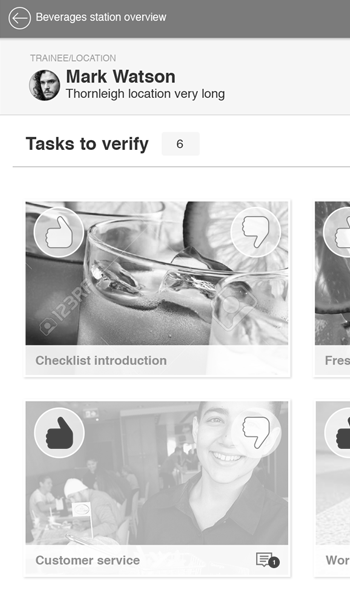 Beverages station overview
TRAINEE/LOCATION
Mark Watson
Thornleigh location very long
Tasks to verify 6
123RF
Checklist introduction
Fres
Customer service
1
Wor